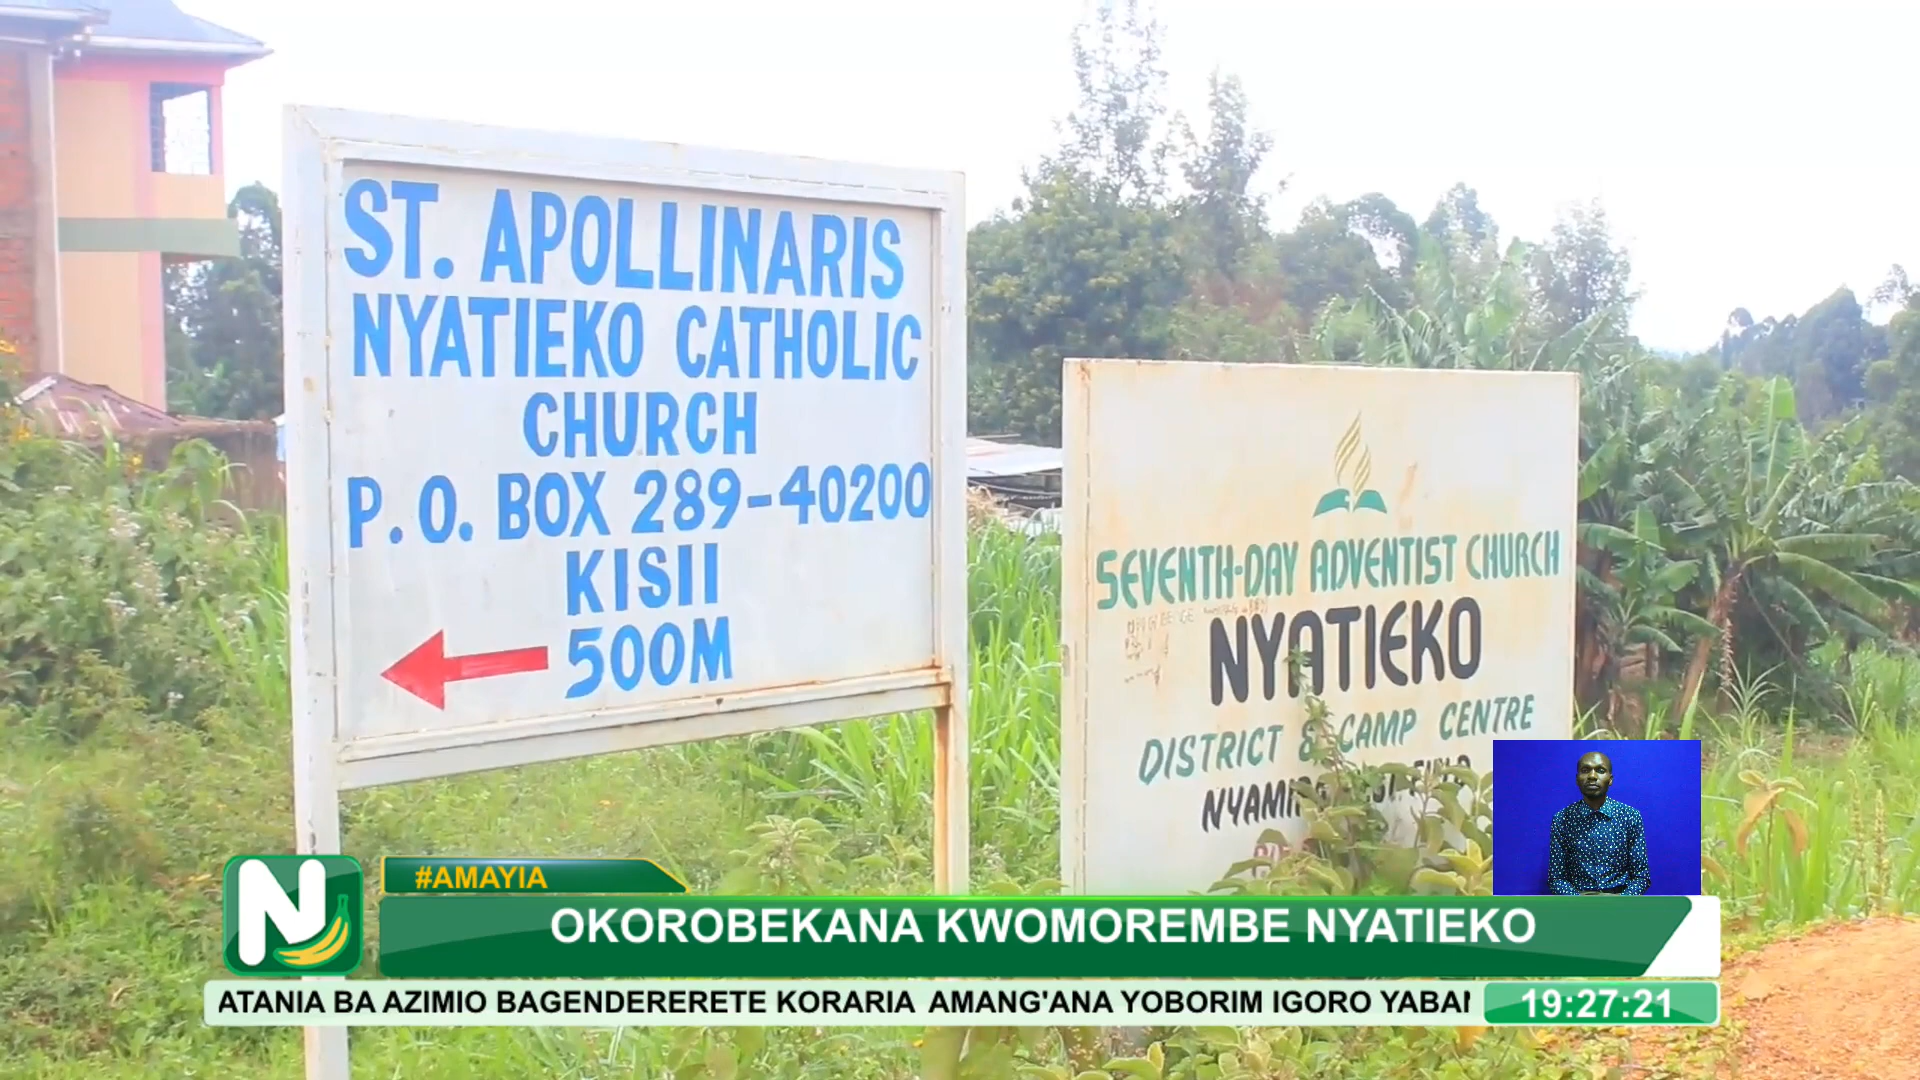 ST. APOLLINARIS
NYATIEKO CATHOLIC
CHURCH
P.O. BOX 289-40200
KISII
500M
SEVENTH-DAY ADVENTIST CHURCH
NYATIEKO
DISTRICT & CAMP CENTRE
N
#AMAYIA
OKOROBEKANA KWOMOREMBE NYATIEKO
ATANIA BA AZIMIO BAGENDERERETE KORARIA AMANG'ANA YOBORIM IGORO
19:27:21